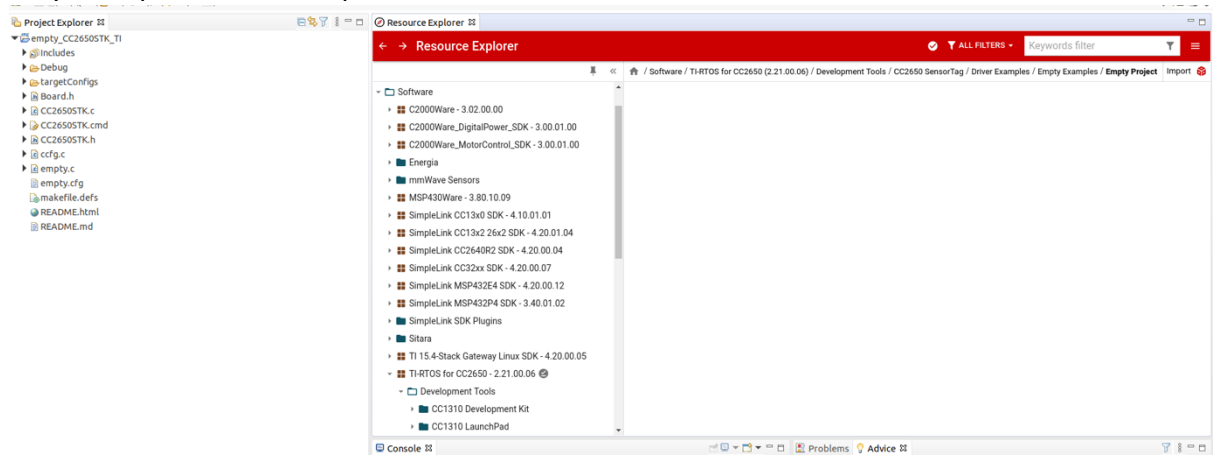 Project Explorer
empty_CC2650STK_TI
Includes
Debug
targetConfigs
Board.h
CC2650STK.c
CC2650STK.cmd
CC2650STK.h
ccfg.c
empty.c
empty.cfg
makefile.defs
README.html
README.md
Resource Explorer
Resource Explorer
ALL FILTERS
Keywords filter
/ Software / TI-RTOS for CC2650 (2.21.00.06) / Development Tools / CC2650 SensorTag / Driver Examples / Empty Examples / Empty Project
Import
Software
C2000Ware - 3.02.00.00
C2000Ware_DigitalPower_SDK - 3.00.01.00
C2000Ware_MotorControl_SDK - 3.00.01.00
Energia
mmWave Sensors
MSP430Ware - 3.80.10.09
SimpleLink CC13x0 SDK - 4.10.01.01
SimpleLink CC13x2 26x2 SDK - 4.20.01.04
SimpleLink CC2640R2 SDK - 4.20.00.04
SimpleLink CC32xx SDK - 4.20.00.07
SimpleLink MSP432E4 SDK - 4.20.00.12
SimpleLink MSP432P4 SDK - 3.40.01.02
SimpleLink SDK Plugins
Sitara
TI 15.4-Stack Gateway Linux SDK - 4.20.00.05
TI-RTOS for CC2650 - 2.21.00.06
Development Tools
CC1310 Development Kit
CC1310 LaunchPad
Console
Problems
Advice